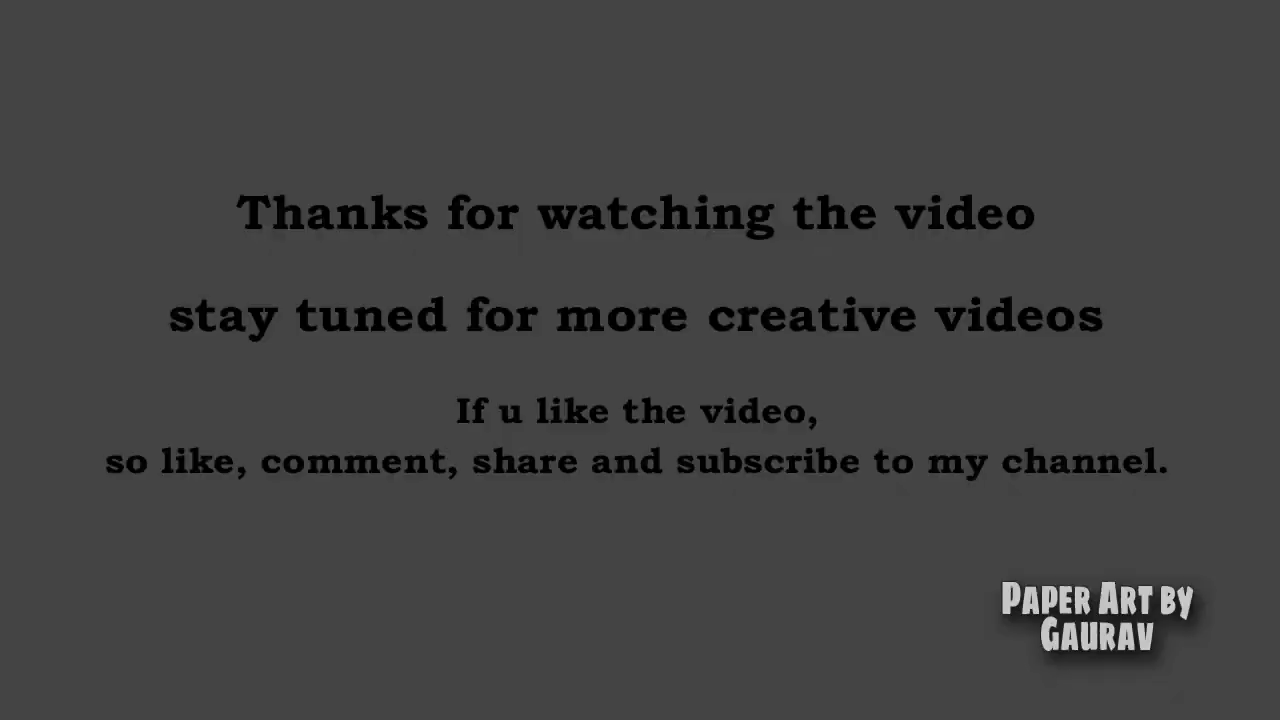 Thanks for watching the video
stay tuned for more creative videos
If u like the video,
so like, comment, share and subscribe to my channel.
Paper Art by
Gaurav